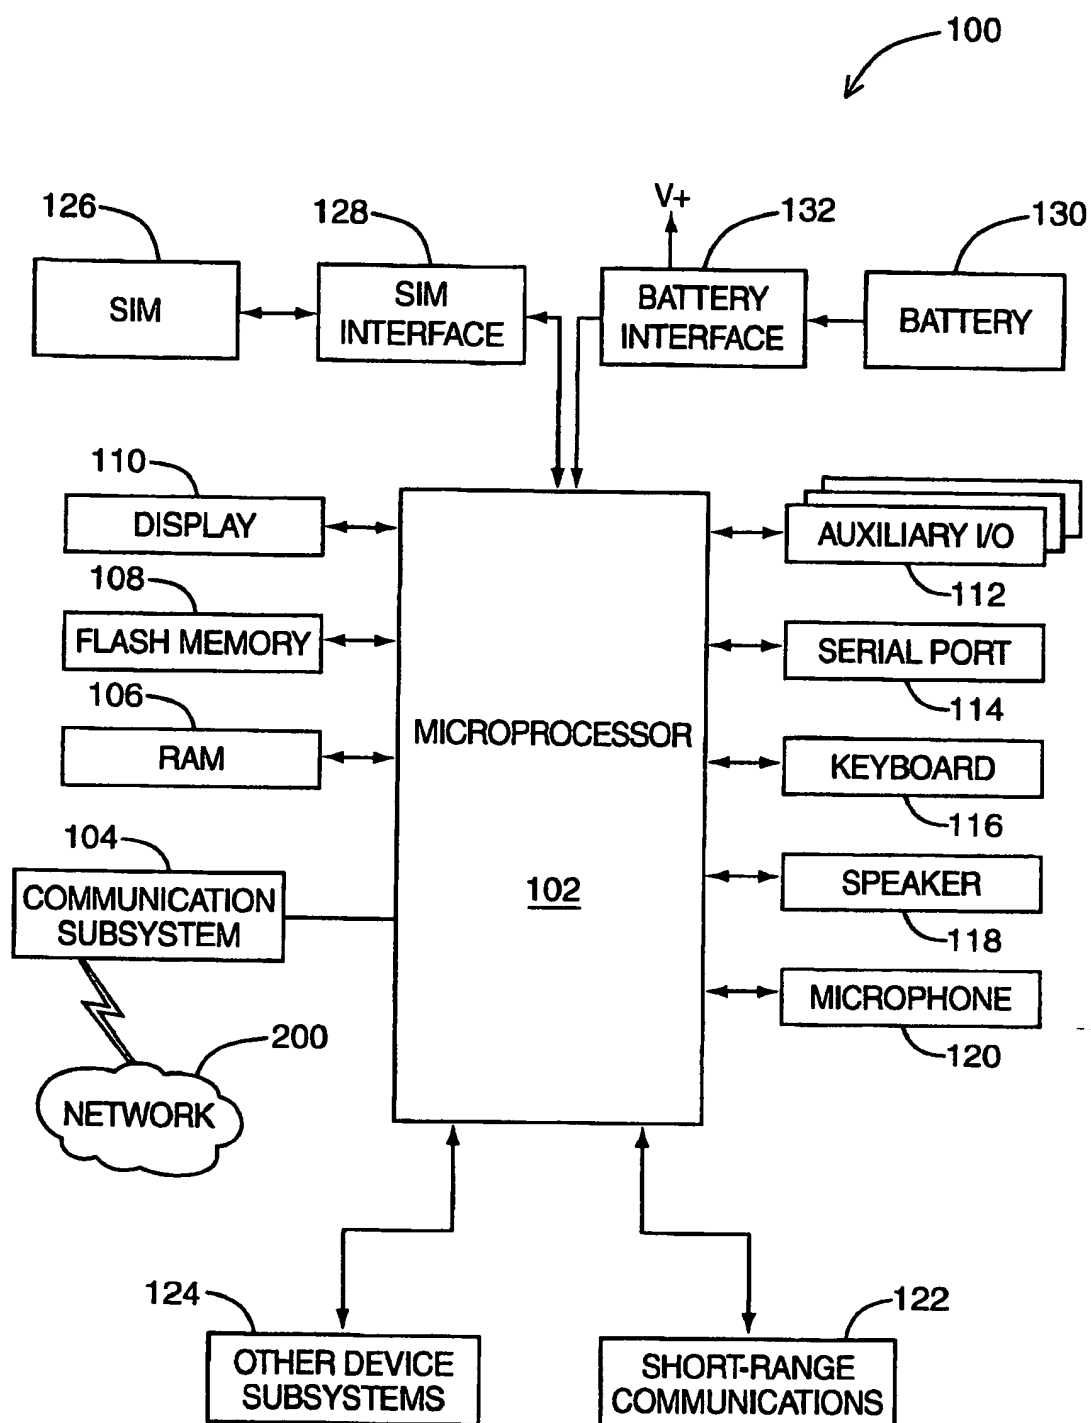 100
126
128
V+
132
130
SIM
SIM
INTERFACE
BATTERY
INTERFACE
BATTERY
110
DISPLAY
108
FLASH MEMORY
106
RAM
104
COMMUNICATION
SUBSYSTEM
200
NETWORK
MICROPROCESSOR
102
AUXILIARY I/O
112
SERIAL PORT
114
KEYBOARD
116
SPEAKER
118
MICROPHONE
120
124
OTHER DEVICE
SUBSYSTEMS
122
SHORT-RANGE
COMMUNICATIONS